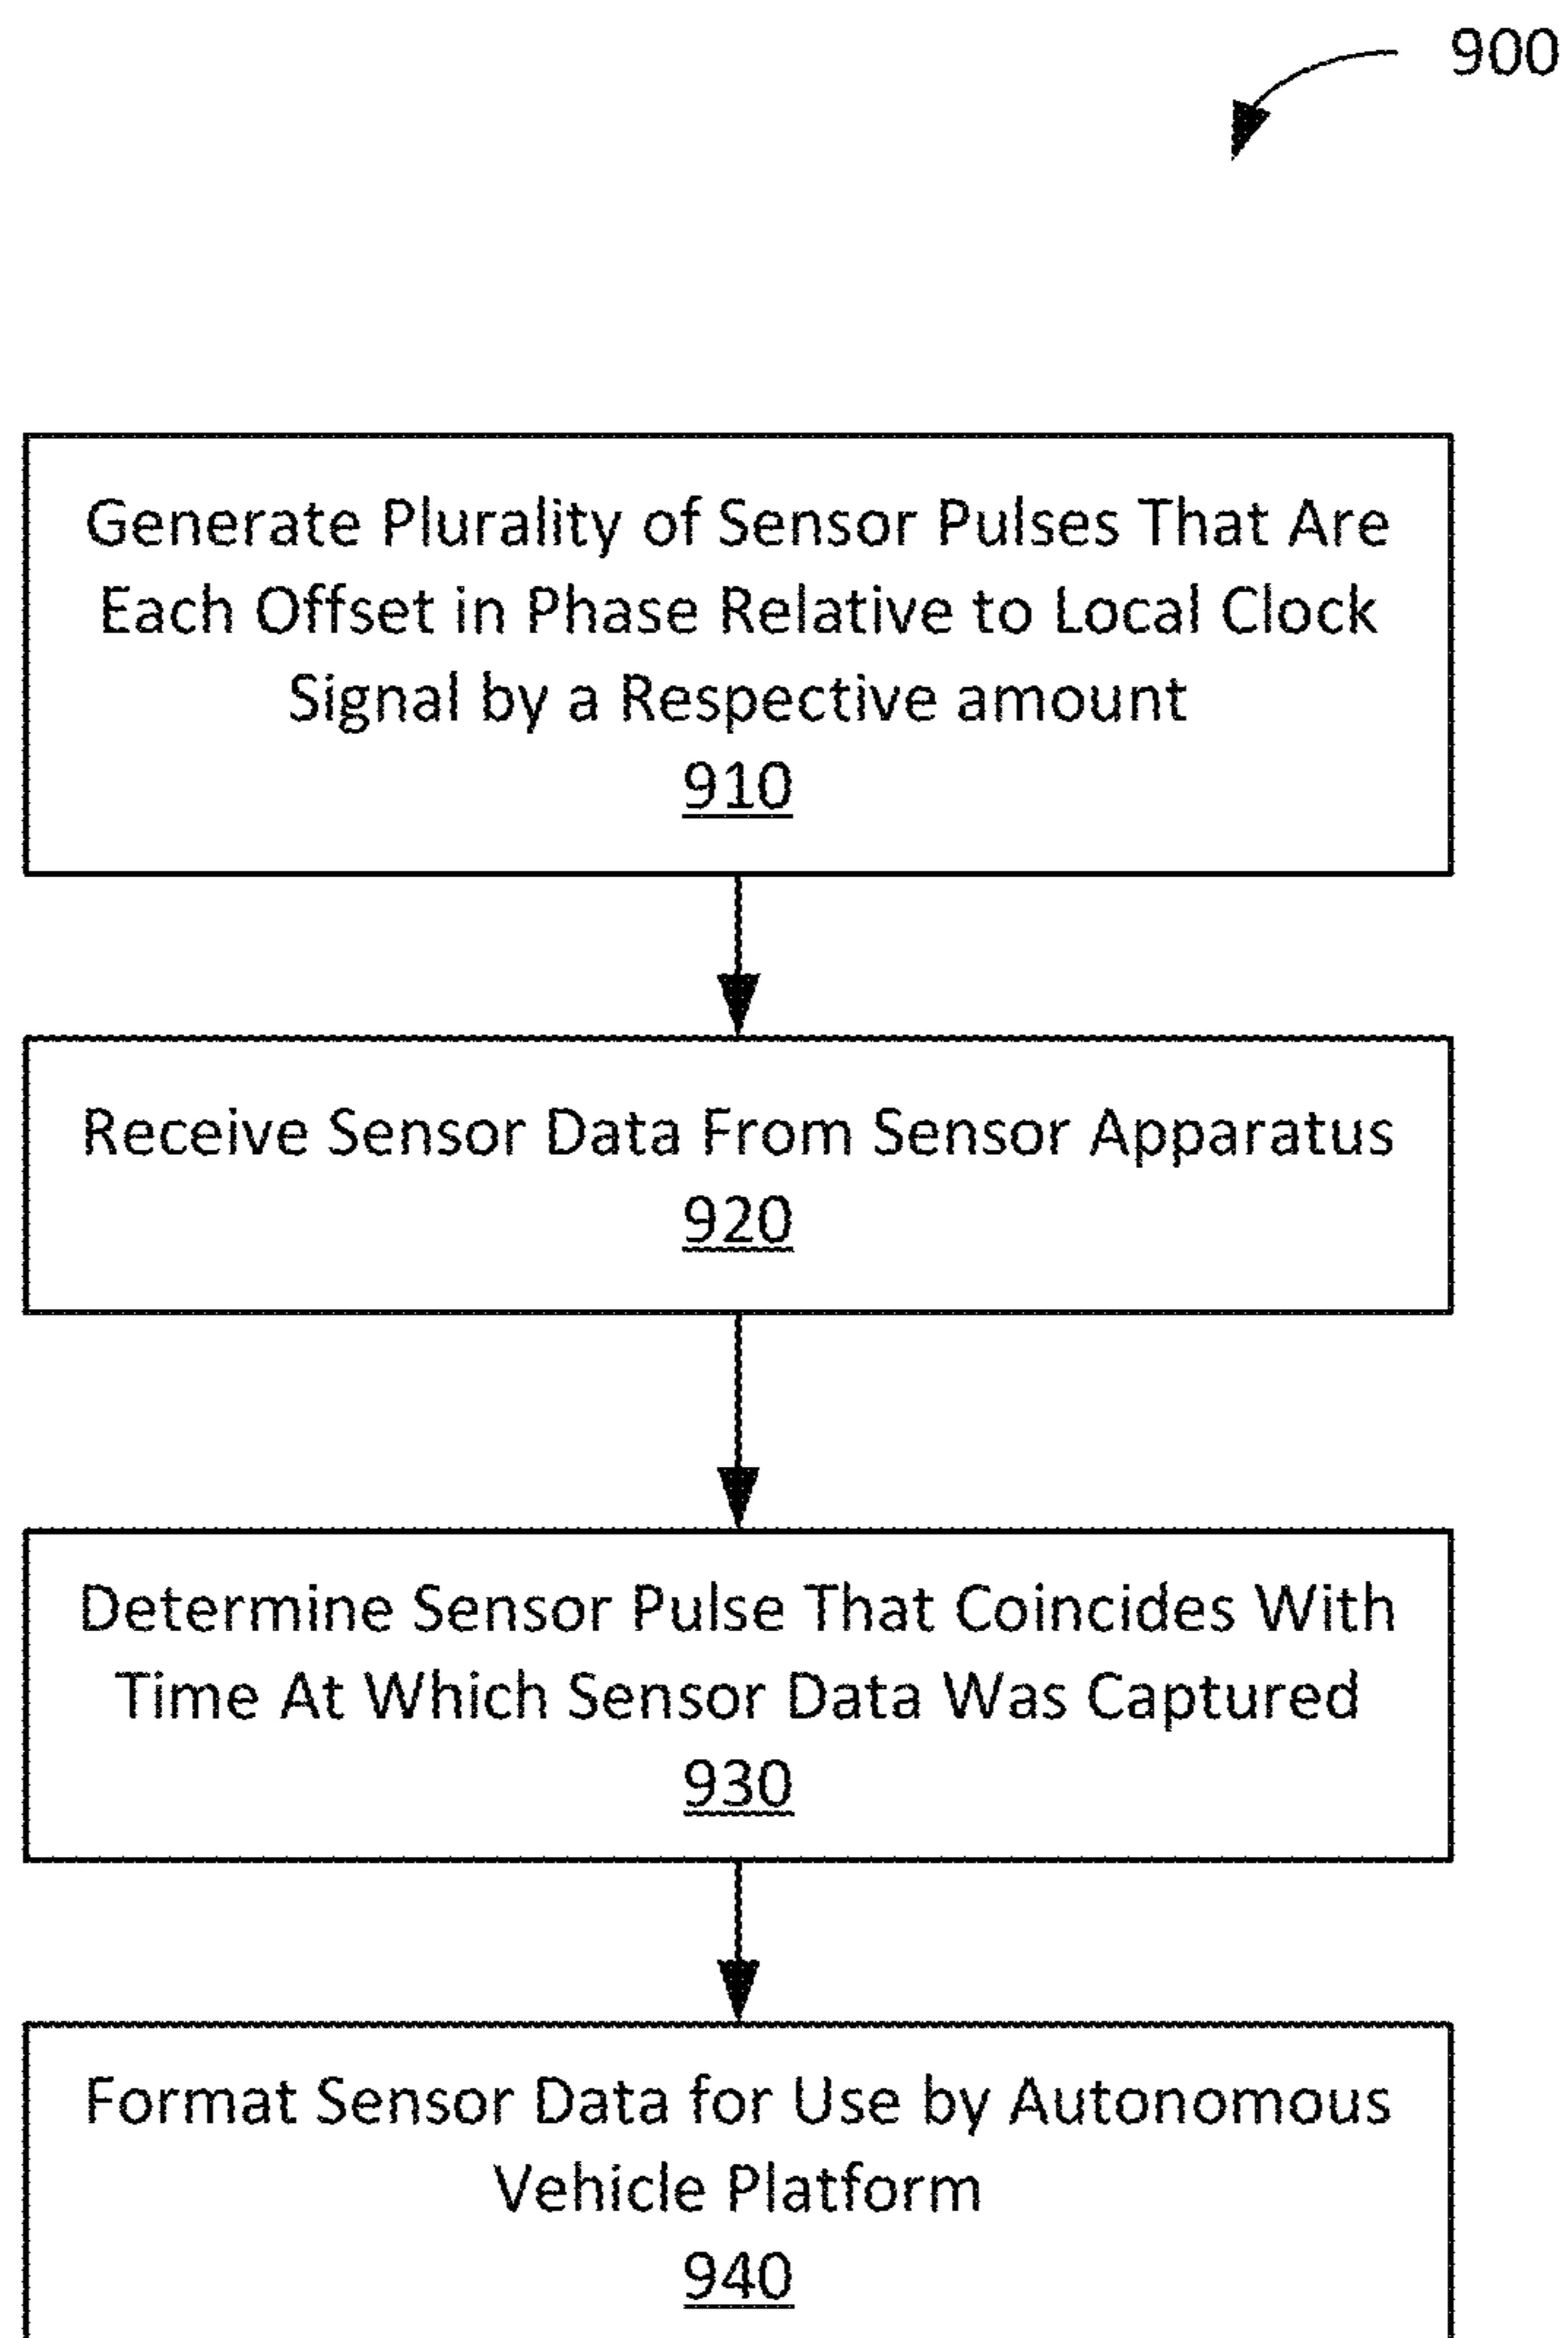 900
Generate Plurality of Sensor Pulses That Are
Each Offset in Phase Relative to Local Clock
Signal by a Respective amount
910
Receive Sensor Data From Sensor Apparatus
920
Determine Sensor Pulse That Coincides With
Time At Which Sensor Data Was Captured
930
Format Sensor Data for Use by Autonomous
Vehicle Platform
940